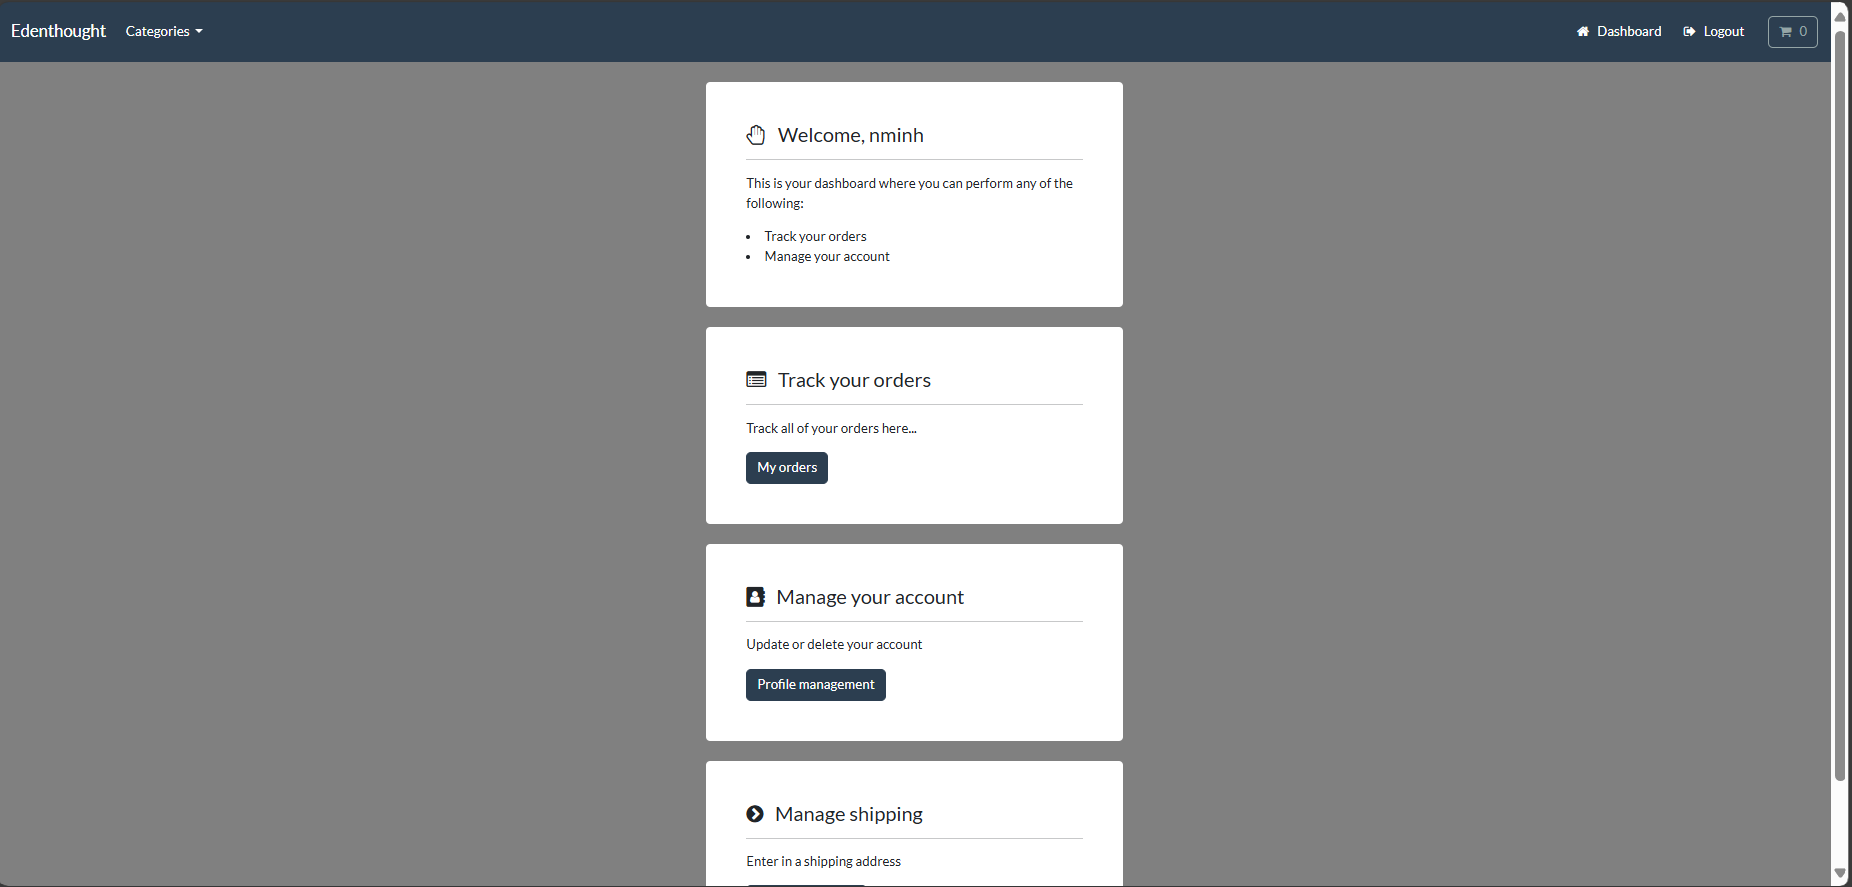 Edenthought
Categories
Dashboard
Logout
0
Welcome, nminh
This is your dashboard where you can perform any of the
following:
Track your orders
Manage your account
Track your orders
Track all of your orders here...
My orders
Manage your account
Update or delete your account
Profile management
Manage shipping
Enter in a shipping address